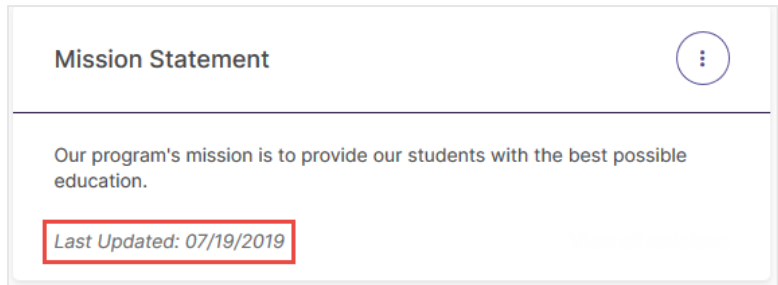 Mission Statement
Our program's mission is to provide our students with the best possible
education.
Last Updated: 07/19/2019